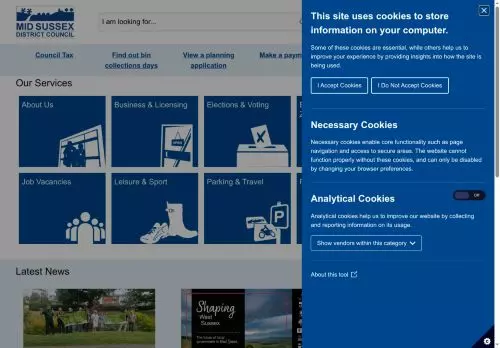 MID SUSSEX
DISTRICT COUNCIL
I am looking for...
Council Tax
Find out bin
collections days
View a planning
application
Make a paym
Our Services
About Us
Business & Licensing
OPEN
Elections & Voting
Job Vacancies
Leisure & Sport
Parking & Travel
Latest News
Shaping
West
Sussex
This site uses cookies to store
information on your computer.
Some of these cookies are essential, while others help us to
improve your experience by providing insights into how the site is
being used.
I Accept Cookies
I Do Not Accept Cookies
Necessary Cookies
Necessary cookies enable core functionality such as page
navigation and access to secure areas. The website cannot
function properly without these cookies, and can only be disabled
by changing your browser preferences.
Analytical Cookies
Off
Analytical cookies help us to improve our website by collecting
and reporting information on its usage.
Show vendors within this category
About this tool